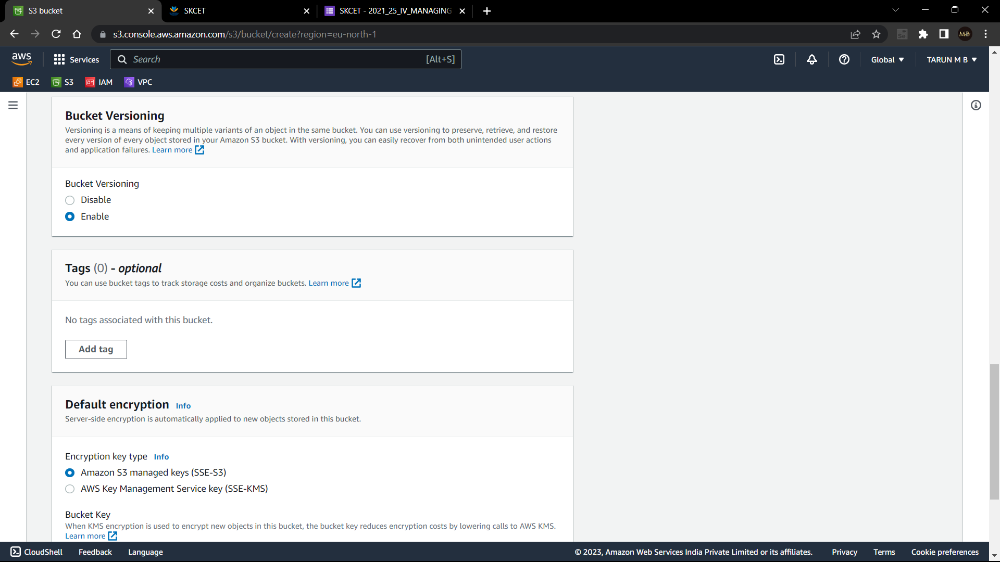 S3 bucket
SKCET
SKCET - 2021_25_IV_MANAGING
s3.console.aws.amazon.com/s3/bucket/create?region=eu-north-1
aws
Services
Search
[Alt+S]
Global
TARUN M B
EC2
S3
IAM
VPC
Bucket Versioning
Versioning is a means of keeping multiple variants of an object in the same bucket. You can use versioning to preserve, retrieve, and restore
every version of every object stored in your Amazon S3 bucket. With versioning, you can easily recover from both unintended user actions
and application failures. Learn more
Bucket Versioning
Disable
Enable
Tags (0) - optional
You can use bucket tags to track storage costs and organize buckets. Learn more
No tags associated with this bucket.
Add tag
Default encryption Info
Server-side encryption is automatically applied to new objects stored in this bucket.
Encryption key type Info
Amazon S3 managed keys (SSE-S3)
AWS Key Management Service key (SSE-KMS)
Bucket Key
When KMS encryption is used to encrypt new objects in this bucket, the bucket key reduces encryption costs by lowering calls to AWS KMS.
Learn more
CloudShell
Feedback
Language
© 2023, Amazon Web Services India Private Limited or its affiliates.
Privacy
Terms
Cookie preferences